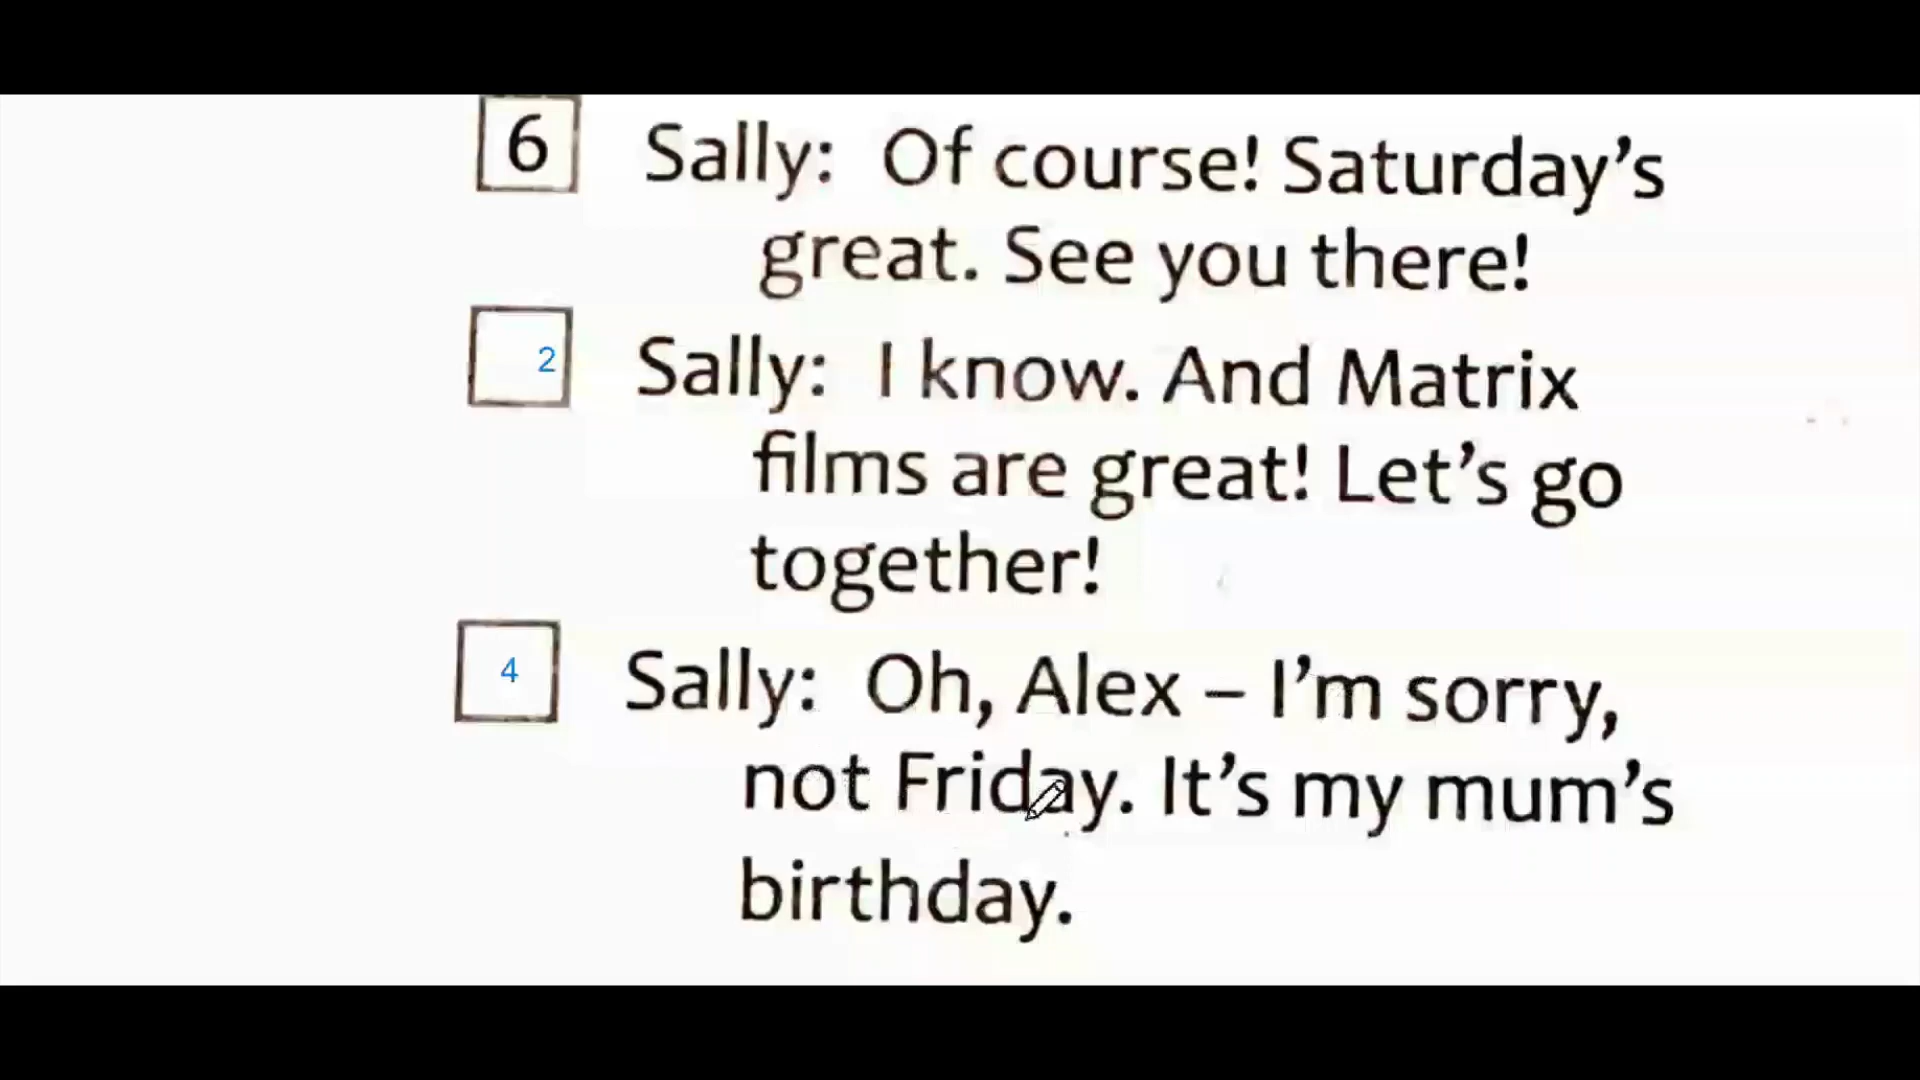 6 Sally: Of course! Saturday's
great. See you there!
2 Sally: I know. And Matrix
films are great! Let's go
together!
4 Sally: Oh, Alex – I'm sorry,
not Friday. It's my mum's
birthday.